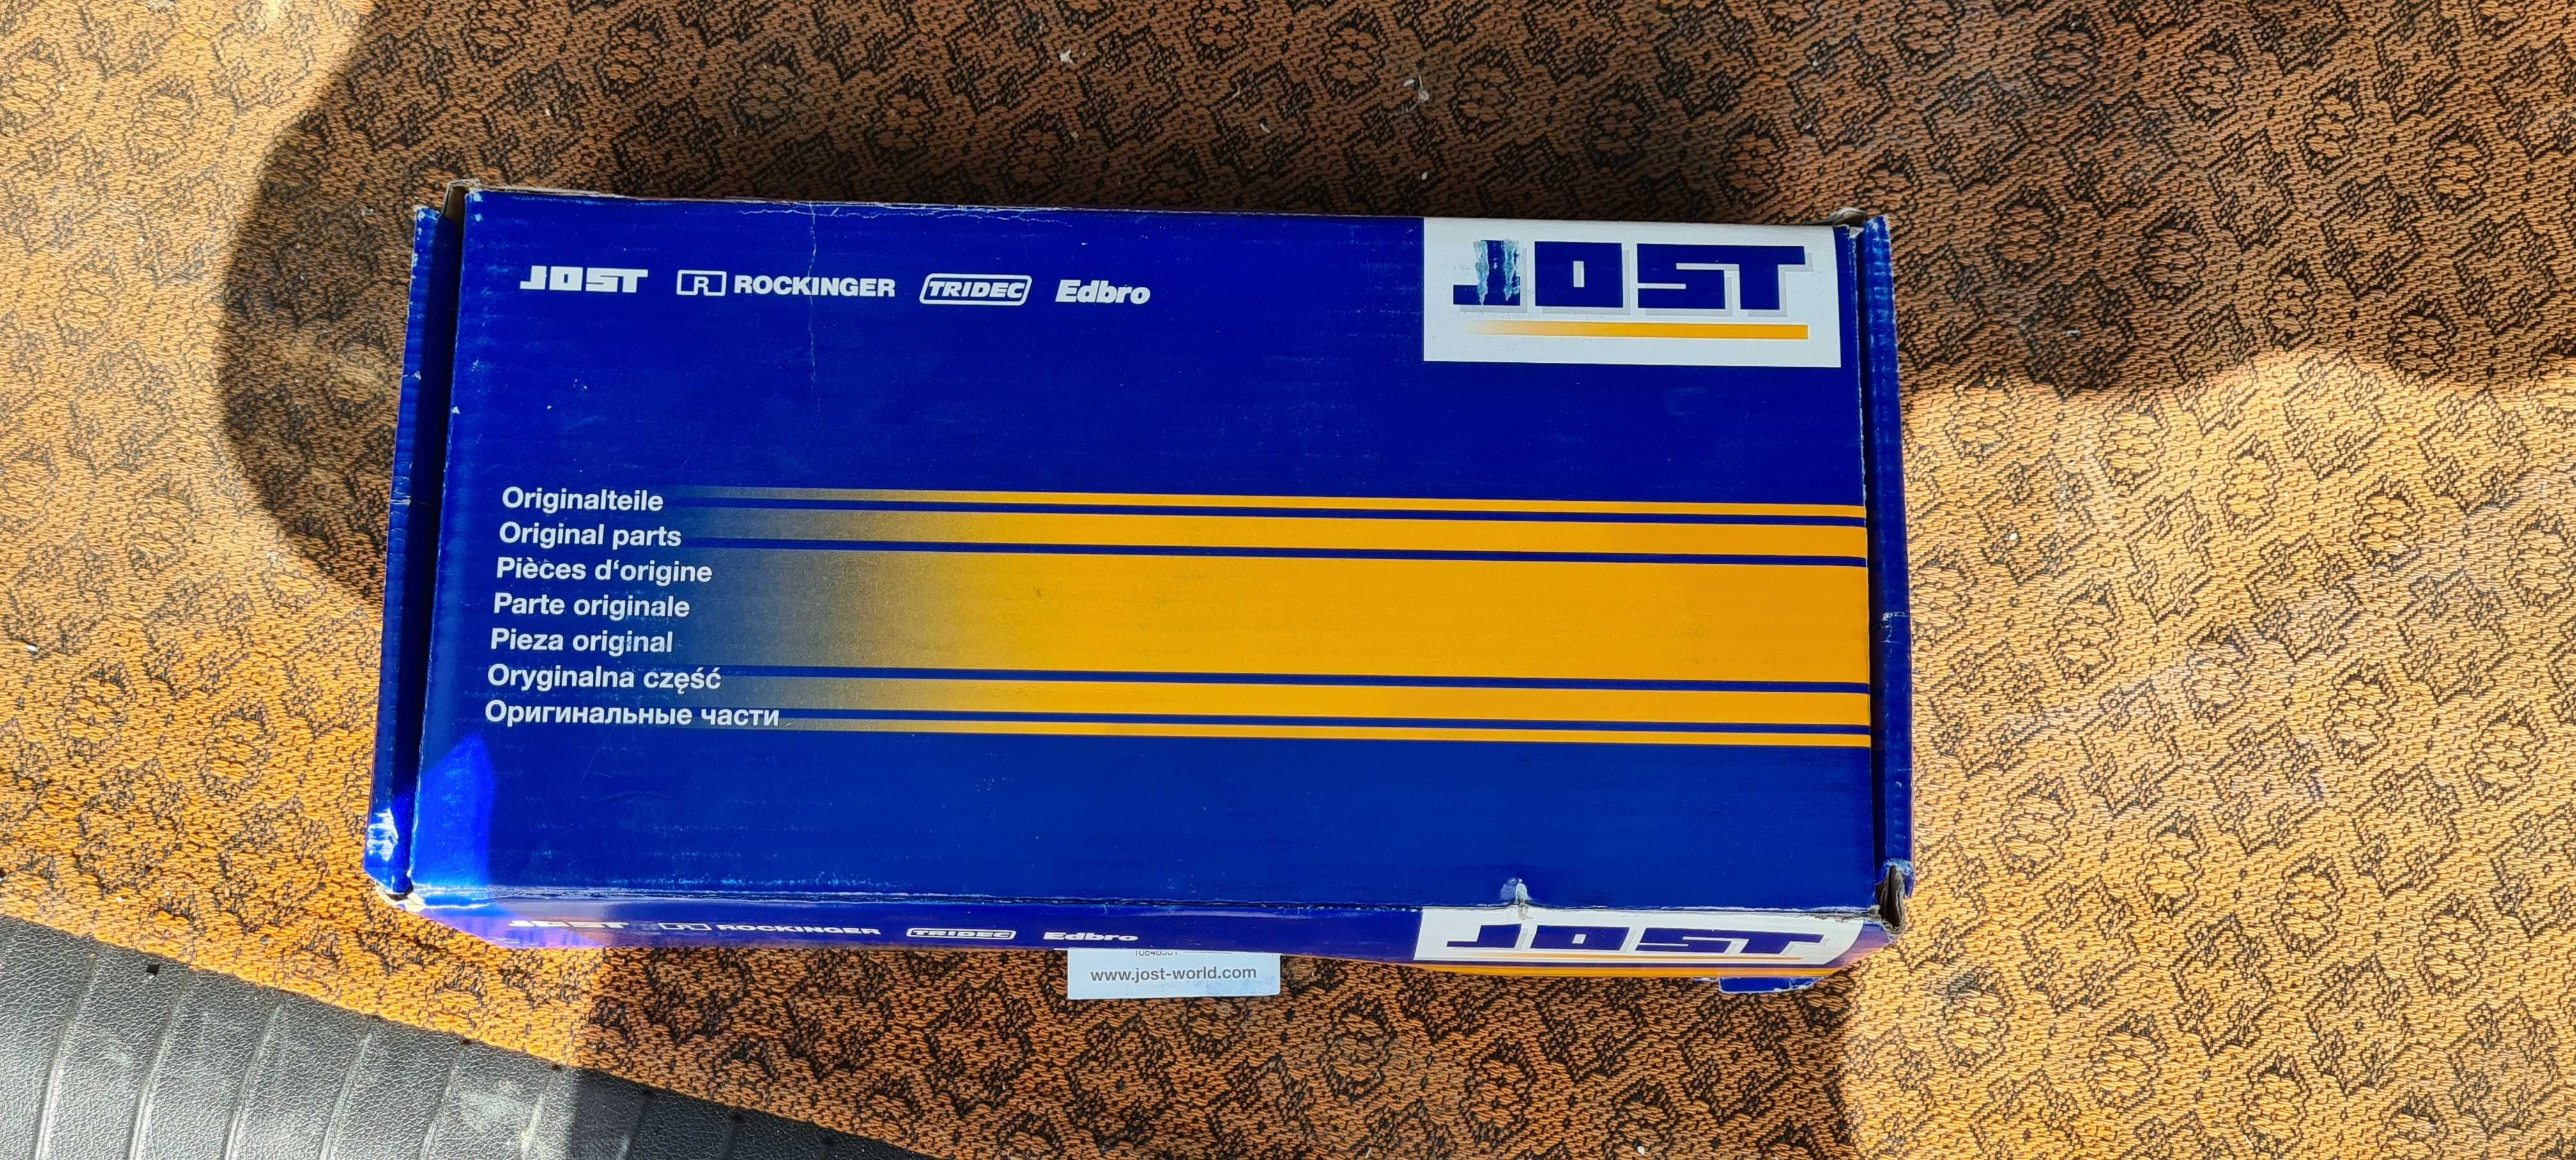 JOST R ROCKINGER TRIDEC Edbro
JOST
Originalteile
Original parts
Pièces d‘origine
Parte originale
Pieza original
Oryginalna część
Оригинальные части
JOST R ROCKINGER TRIDEC Edbro
JOST
www.jost-world.com